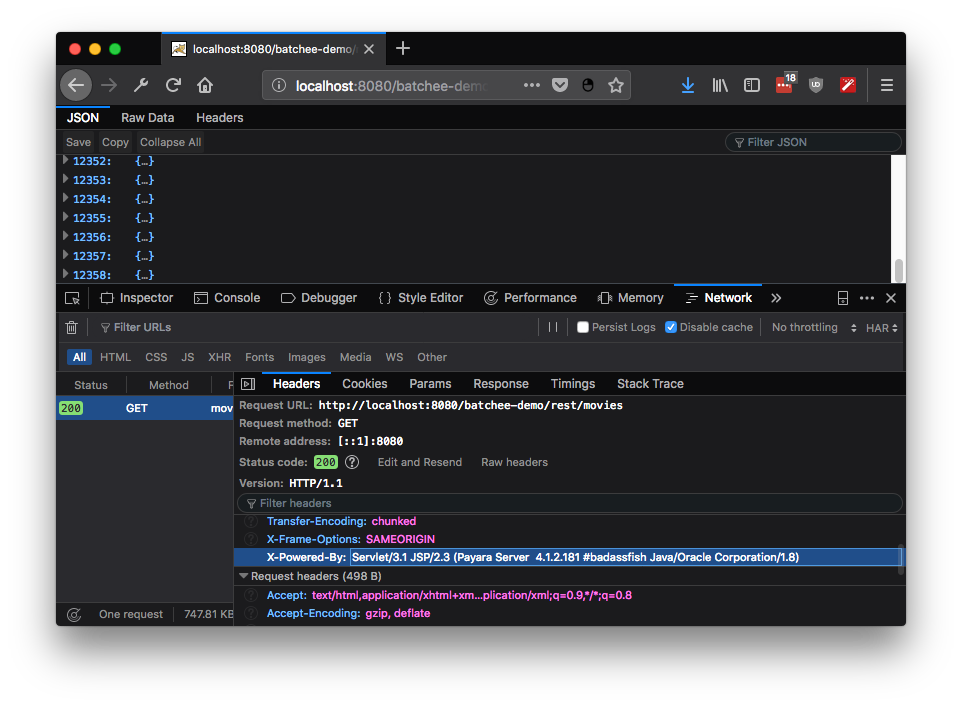 localhost:8080/batchee-demo/
localhost:8080/batchee-demo
18
UD
JSON Raw Data Headers
Save Copy Collapse All Filter JSON
12352: {…}
12353: {…}
12354: {…}
12355: {…}
12356: {…}
12357: {…}
12358: {…}
Inspector Console Debugger { } Style Editor Performance Memory Network
Filter URLs Persist Logs Disable cache No throttling HAR
All HTML CSS JS XHR Fonts Images Media WS Other
Status Method F Headers Cookies Params Response Timings Stack Trace
200 GET mov
Request URL: http://localhost:8080/batchee-demo/rest/movies
Request method: GET
Remote address: [::1]:8080
Status code: 200 ? Edit and Resend Raw headers
Version: HTTP/1.1
Filter headers
Transfer-Encoding: chunked
X-Frame-Options: SAMEORIGIN
X-Powered-By: Servlet/3.1 JSP/2.3 (Payara Server  4.1.2.181 #badassfish Java/Oracle Corporation/1.8)
Request headers (498 B)
Accept: text/html,application/xhtml+xm…plication/xml;q=0.9,*/*;q=0.8
Accept-Encoding: gzip, deflate
One request 747.81 KB